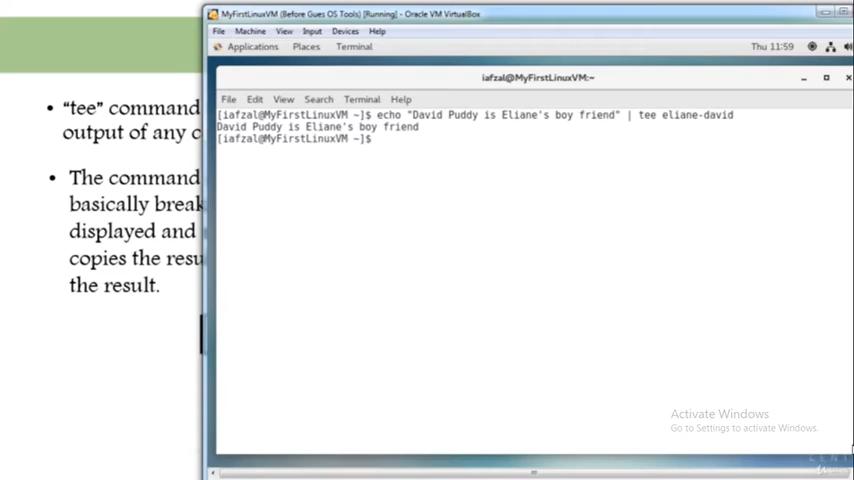 MyFirstLinuxVM (Before Gues OS Tools) [Running] - Oracle VM VirtualBox
File Machine View Input Devices Help
Applications Places Terminal Thu 11:59
iafzal@MyFirstLinuxVM:~
File Edit View Search Terminal Help
[iafzal@MyFirstLinuxVM ~]$ echo "David Puddy is Eliane's boy friend" | tee eliane-david
David Puddy is Eliane's boy friend
[iafzal@MyFirstLinuxVM ~]$
• "tee" command
output of any c
• The command
basically break
displayed and
copies the resu
the result.
Activate Windows
Go to Settings to activate Windows.